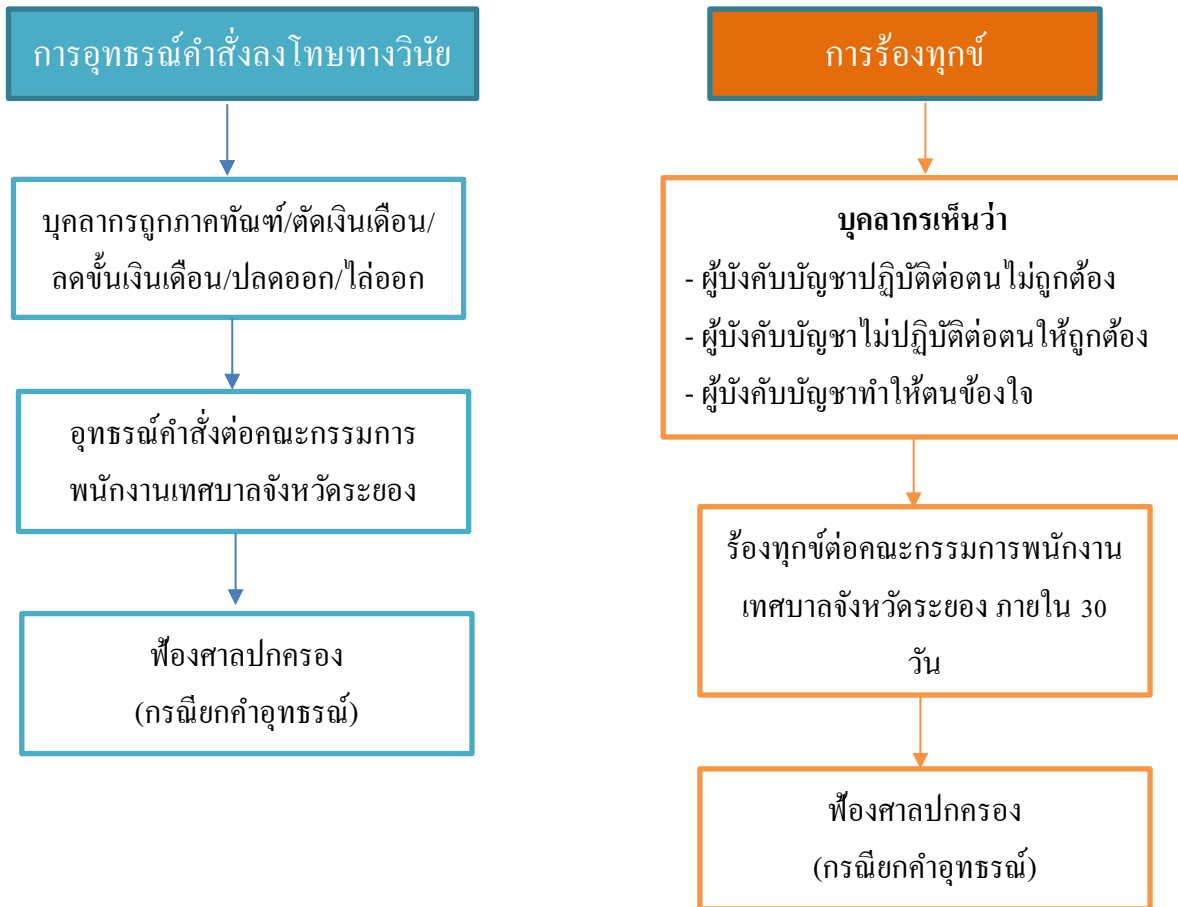 การอุทธรณ์คำสั่งลงโทษทางวินัย
บุคลากรถูกภาคทัณฑ์/ตัดเงินเดือน/
ลดขั้นเงินเดือน/ปลดออก/ไล่ออก
อุทธรณ์คำสั่งต่อคณะกรรมการ
พนักงานเทศบาลจังหวัดระยอง
ฟ้องศาลปกครอง
(กรณียกคำอุทธรณ์)
การร้องทุกข์
บุคลากรเห็นว่า
- ผู้บังคับบัญชาปฏิบัติต่อตนไม่ถูกต้อง
- ผู้บังคับบัญชาไม่ปฏิบัติต่อตนให้ถูกต้อง
- ผู้บังคับบัญชาทำให้ตนข้องใจ
ร้องทุกข์ต่อคณะกรรมการพนักงาน
เทศบาลจังหวัดระยอง ภายใน 30
วัน
ฟ้องศาลปกครอง
(กรณียกคำอุทธรณ์)